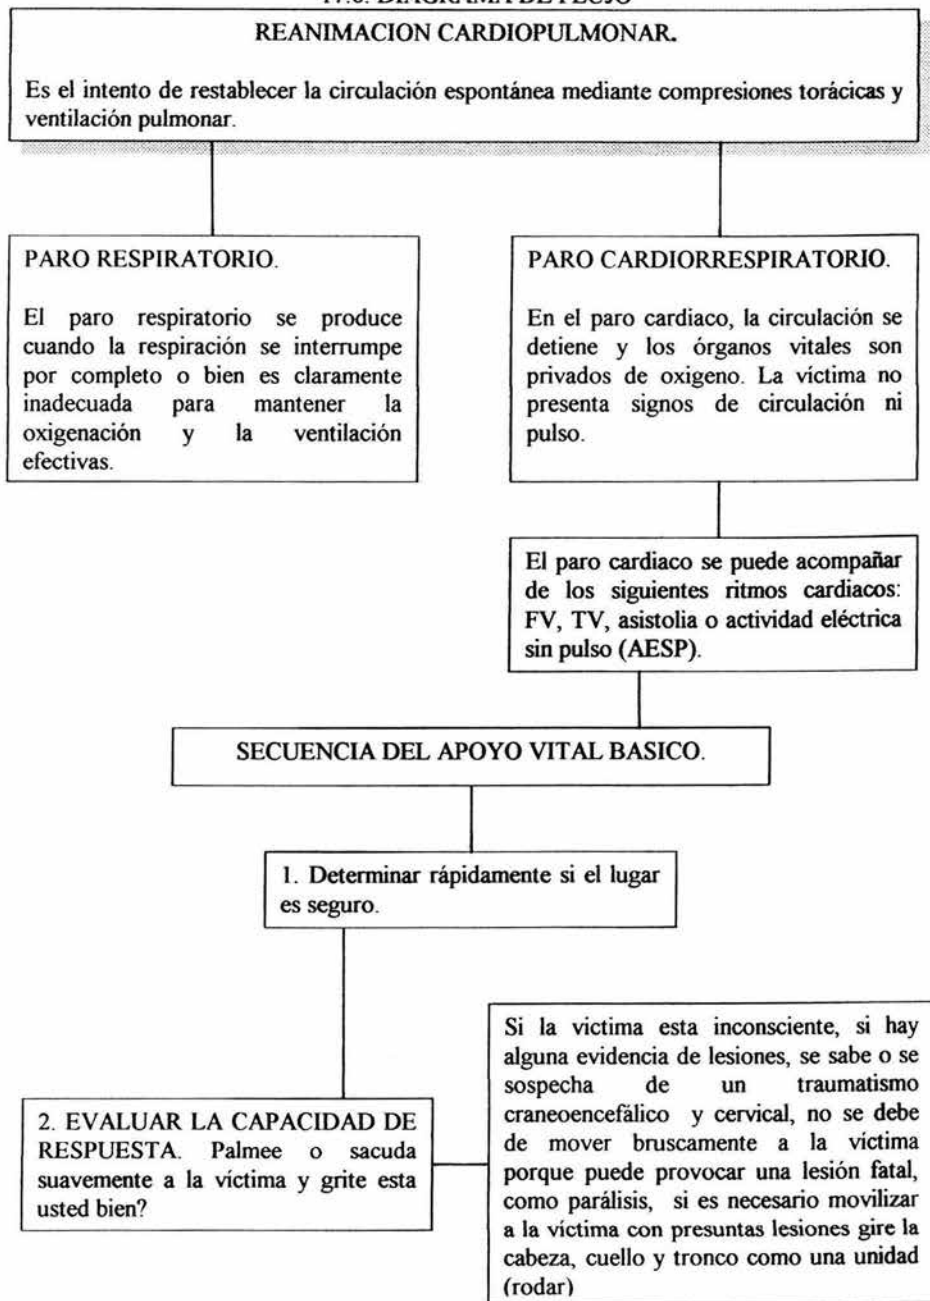 REANIMACION CARDIOPULMONAR.
Es el intento de restablecer la circulación espontánea mediante compresiones torácicas y
ventilación pulmonar.
PARO RESPIRATORIO.
El paro respiratorio se produce
cuando la respiración se interrumpe
por completo o bien es claramente
inadecuada para mantener la
oxigenación y la ventilación
efectivas.
PARO CARDIORRESPIRATORIO.
En el paro cardiaco, la circulación se
detiene y los órganos vitales son
privados de oxigeno. La víctima no
presenta signos de circulación ni
pulso.
El paro cardiaco se puede acompañar
de los siguientes ritmos cardiacos:
FV, TV, asistolia o actividad eléctrica
sin pulso (AESP).
SECUENCIA DEL APOYO VITAL BASICO.
1. Determinar rápidamente si el lugar
es seguro.
2. EVALUAR LA CAPACIDAD DE
RESPUESTA. Palmee o sacuda
suavemente a la víctima y grite esta
usted bien?
Si la victima esta inconsciente, si hay
alguna evidencia de lesiones, se sabe o se
sospecha de un traumatismo
craneoencefálico y cervical, no se debe
de mover bruscamente a la víctima
porque puede provocar una lesión fatal,
como parálisis, si es necesario movilizar
a la víctima con presuntas lesiones gire la
cabeza, cuello y tronco como una unidad
(rodar)